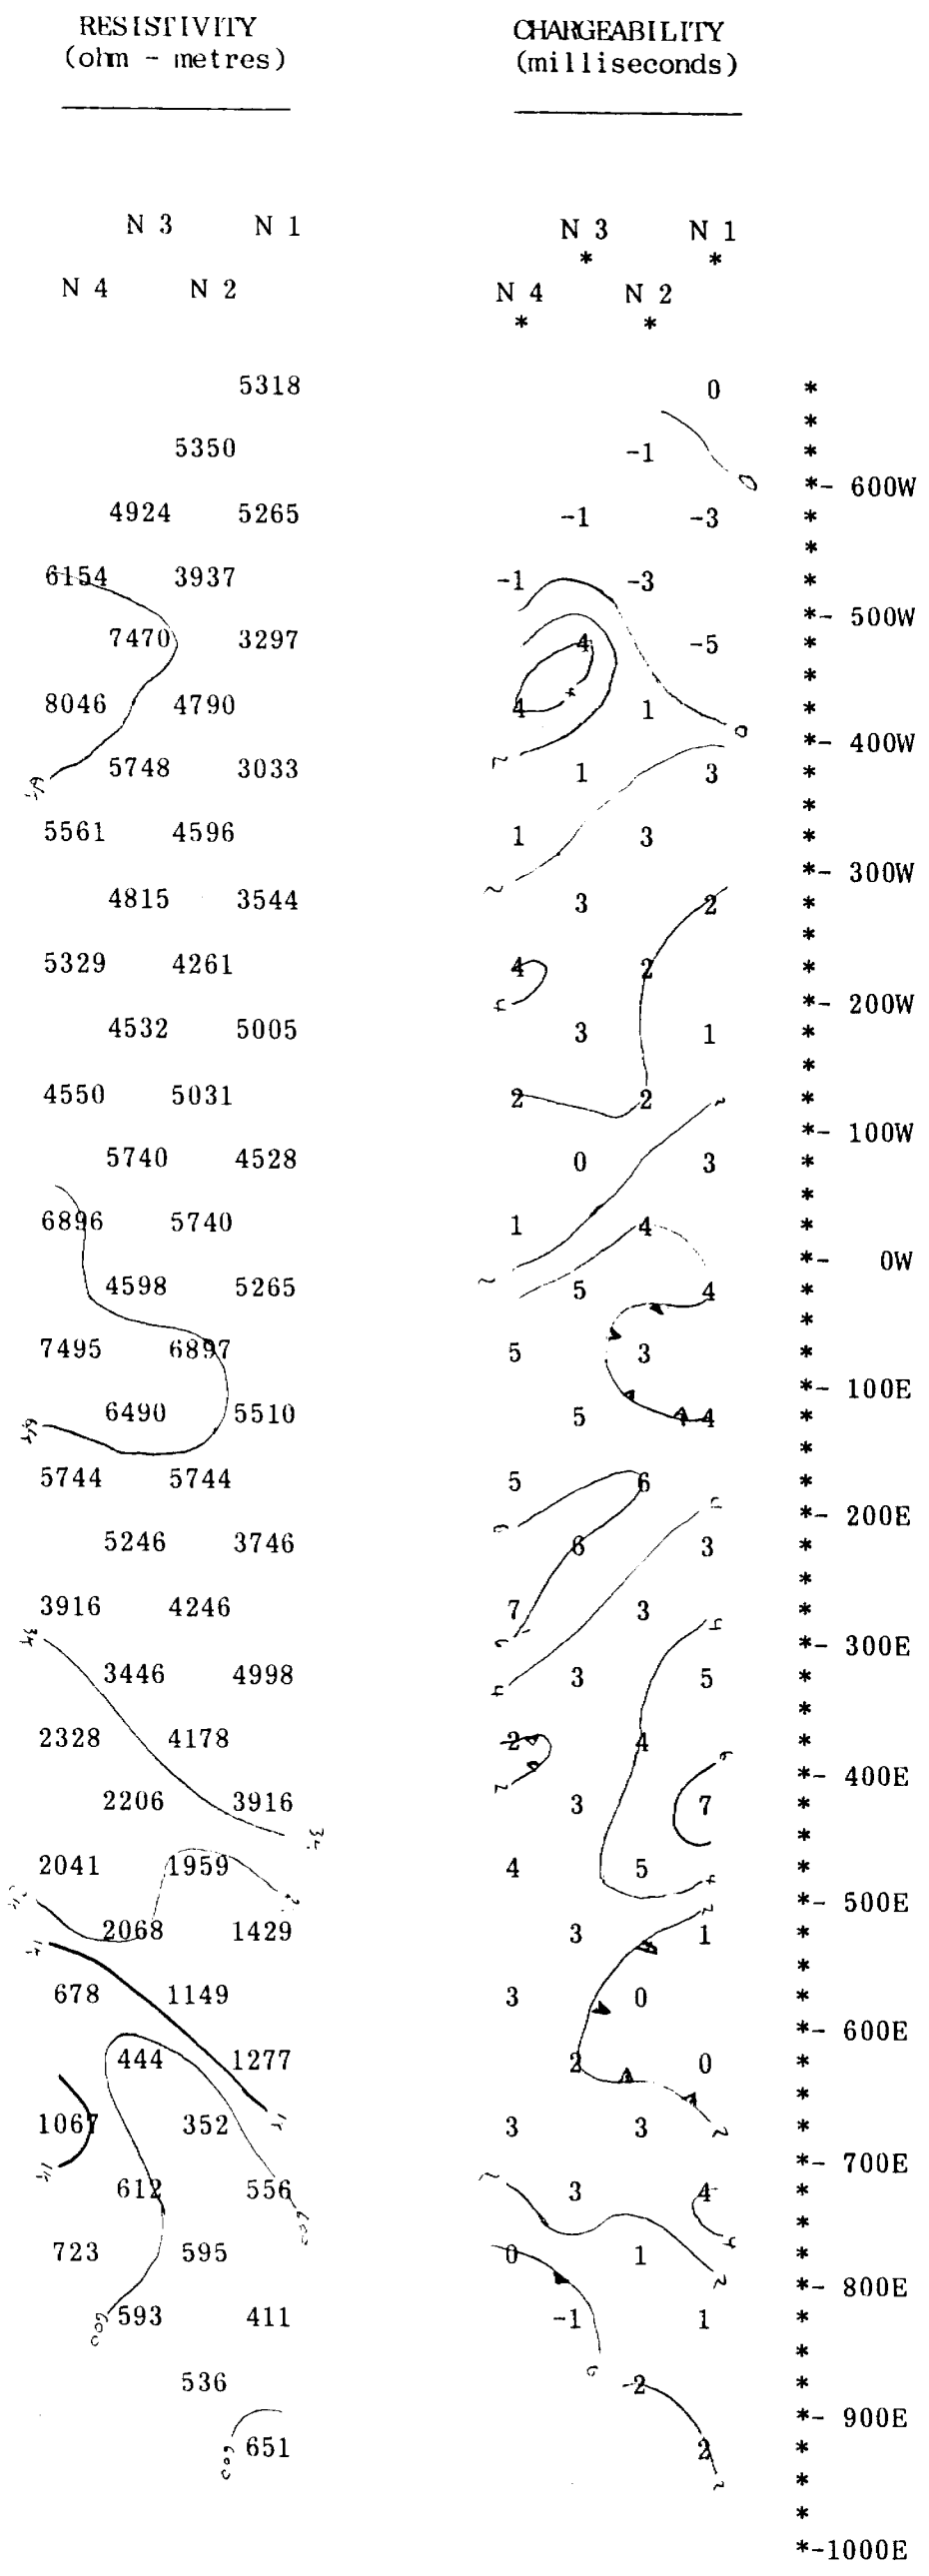 RESISTIVITY CHARGEABILITY
(ohm - metres) (milliseconds)
N 3 N 1 N 3 N 1
* *
N 4 N 2 N 4 N 2
* *
5318 0 *
*
5350 -1 *
*- 600W
4924 5265 -1 -3 *
*
6154 3937 -1 -3 *
*- 500W
7470 3297 4 -5 *
*
8046 4790 4 1 *
*- 400W
5748 3033 1 3 *
*
5561 4596 1 3 *
*- 300W
4815 3544 3 2 *
*
5329 4261 4 2 *
*- 200W
4532 5005 3 1 *
*
4550 5031 2 2 *
*- 100W
5740 4528 0 3 *
*
6896 5740 1 4 *
*- 0W
4598 5265 5 4 *
*
7495 6897 5 3 *
*- 100E
6490 5510 5 4 *
*
5744 5744 5 6 *
*- 200E
5246 3746 6 3 *
*
3916 4246 7 3 *
*- 300E
3446 4998 3 5 *
*
2328 4178 2 4 *
*- 400E
2206 3916 3 7 *
*
2041 1959 4 5 *
*- 500E
2068 1429 3 1 *
*
678 1149 3 0 *
*- 600E
444 1277 2 0 *
*
1067 352 3 3 *
*- 700E
612 556 3 4 *
*
723 595 0 1 *
*- 800E
593 411 -1 1 *
*
536 -2 *
*- 900E
651 2 *
*
*
*-1000E